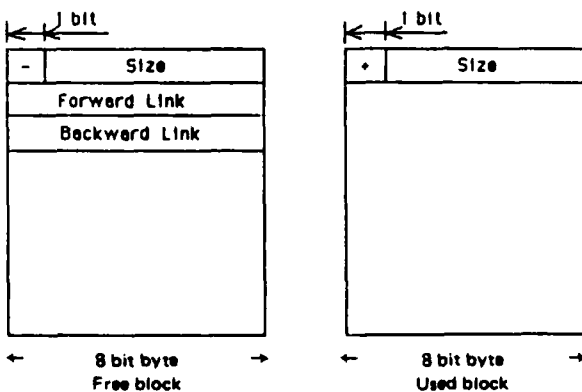 1 bit
- Size
Forward Link
Backward Link
8 bit byte
Free block
1 bit
+ Size
8 bit byte
Used block